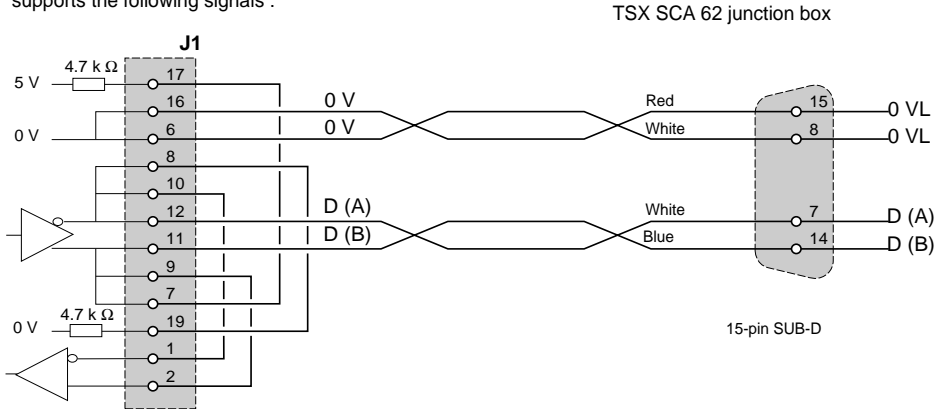 supports the following signals :
TSX SCA 62 junction box
J1
4.7 k Ω
5 V
17
16
0 V
Red
15
0 VL
0 V
6
0 V
White
8
0 VL
8
10
12
D (A)
White
7
D (A)
11
D (B)
Blue
14
D (B)
9
7
4.7 k Ω
0 V
19
15-pin SUB-D
1
2